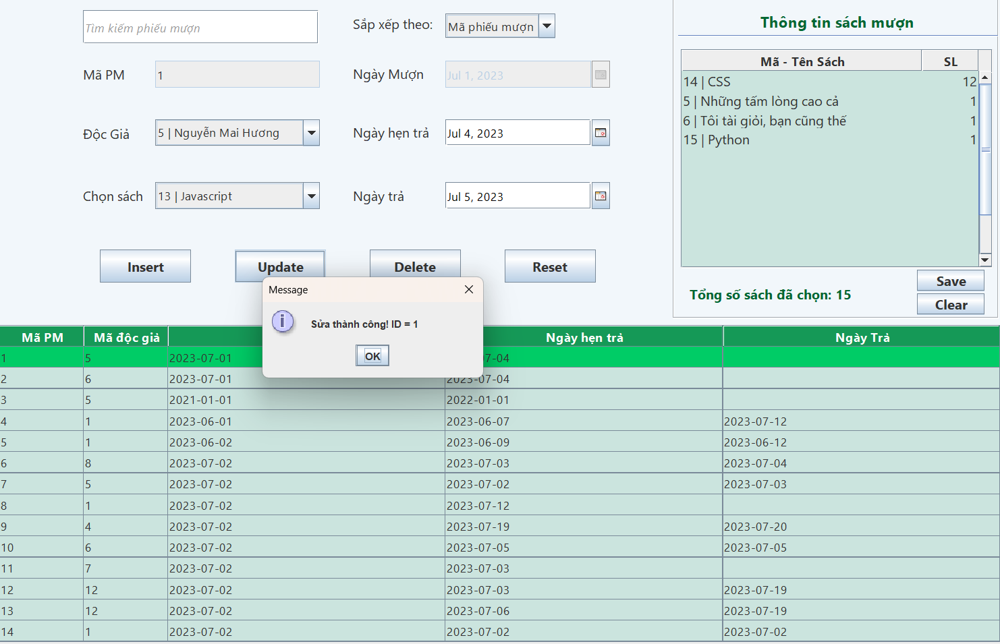 Tìm kiếm phiếu mượn
Sắp xếp theo:
Mã phiếu mượn
Mã PM
1
Ngày Mượn
Jul 1, 2023
Độc Giả
5 | Nguyễn Mai Hương
Ngày hẹn trả
Jul 4, 2023
Chọn sách
13 | Javascript
Ngày trả
Jul 5, 2023
Insert
Update
Delete
Reset
Thông tin sách mượn
Mã - Tên Sách SL
14 | CSS 12
5 | Những tấm lòng cao cả 1
6 | Tôi tài giỏi, bạn cũng thế 1
15 | Python 1
Tổng số sách đã chọn: 15
Save
Clear
Message
Sửa thành công! ID = 1
OK
Mã PM Mã độc giả Ngày hẹn trả Ngày Trả
1 5 2023-07-01 07-04
2 6 2023-07-01 2023-07-04
3 5 2021-01-01 2022-01-01
4 1 2023-06-01 2023-06-07 2023-07-12
5 1 2023-06-02 2023-06-09 2023-06-12
6 8 2023-07-02 2023-07-03 2023-07-04
7 5 2023-07-02 2023-07-02 2023-07-03
8 1 2023-07-02 2023-07-12
9 4 2023-07-02 2023-07-19 2023-07-20
10 6 2023-07-02 2023-07-05 2023-07-05
11 7 2023-07-02 2023-07-03
12 12 2023-07-02 2023-07-03 2023-07-19
13 12 2023-07-02 2023-07-06 2023-07-19
14 1 2023-07-02 2023-07-02 2023-07-02